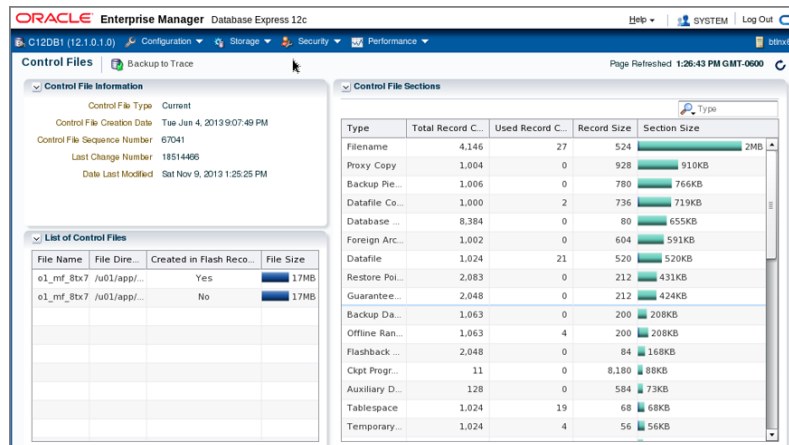 ORACLE Enterprise Manager Database Express 12c
Help SYSTEM Log Out
C12DB1 (12.1.0.1.0) Configuration Storage Security Performance
Control Files Backup to Trace
Page Refreshed 1:26:43 PM GMT-0600
Control File Information
Control File Type Current
Control File Creation Date Tue Jun 4, 2013 9:07:49 PM
Control File Sequence Number 67041
Last Change Number 18514466
Date Last Modified Sat Nov 9, 2013 1:25:25 PM
List of Control Files
File Name File Dire... Created in Flash Reco... File Size
o1_mf_8tx7 /u01/app/... Yes 17MB
o1_mf_8tx7 /u01/app/... No 17MB
Control File Sections
Type
Type Total Record C... Used Record C... Record Size Section Size
Filename 4,146 27 524 2MB
Proxy Copy 1,004 0 928 910KB
Backup Pie... 1,006 0 780 766KB
Datafile Co... 1,000 2 736 719KB
Database ... 8,384 0 80 655KB
Foreign Arc... 1,002 0 604 591KB
Datafile 1,024 21 520 520KB
Restore Poi... 2,083 0 212 431KB
Guarantee... 2,048 0 212 424KB
Backup Da... 1,063 0 200 208KB
Offline Ran... 1,063 4 200 208KB
Flashback ... 2,048 0 84 168KB
Ckpt Progr... 11 0 8,180 88KB
Auxiliary D... 128 0 584 73KB
Tablespace 1,024 19 68 68KB
Temporary... 1,024 4 56 56KB